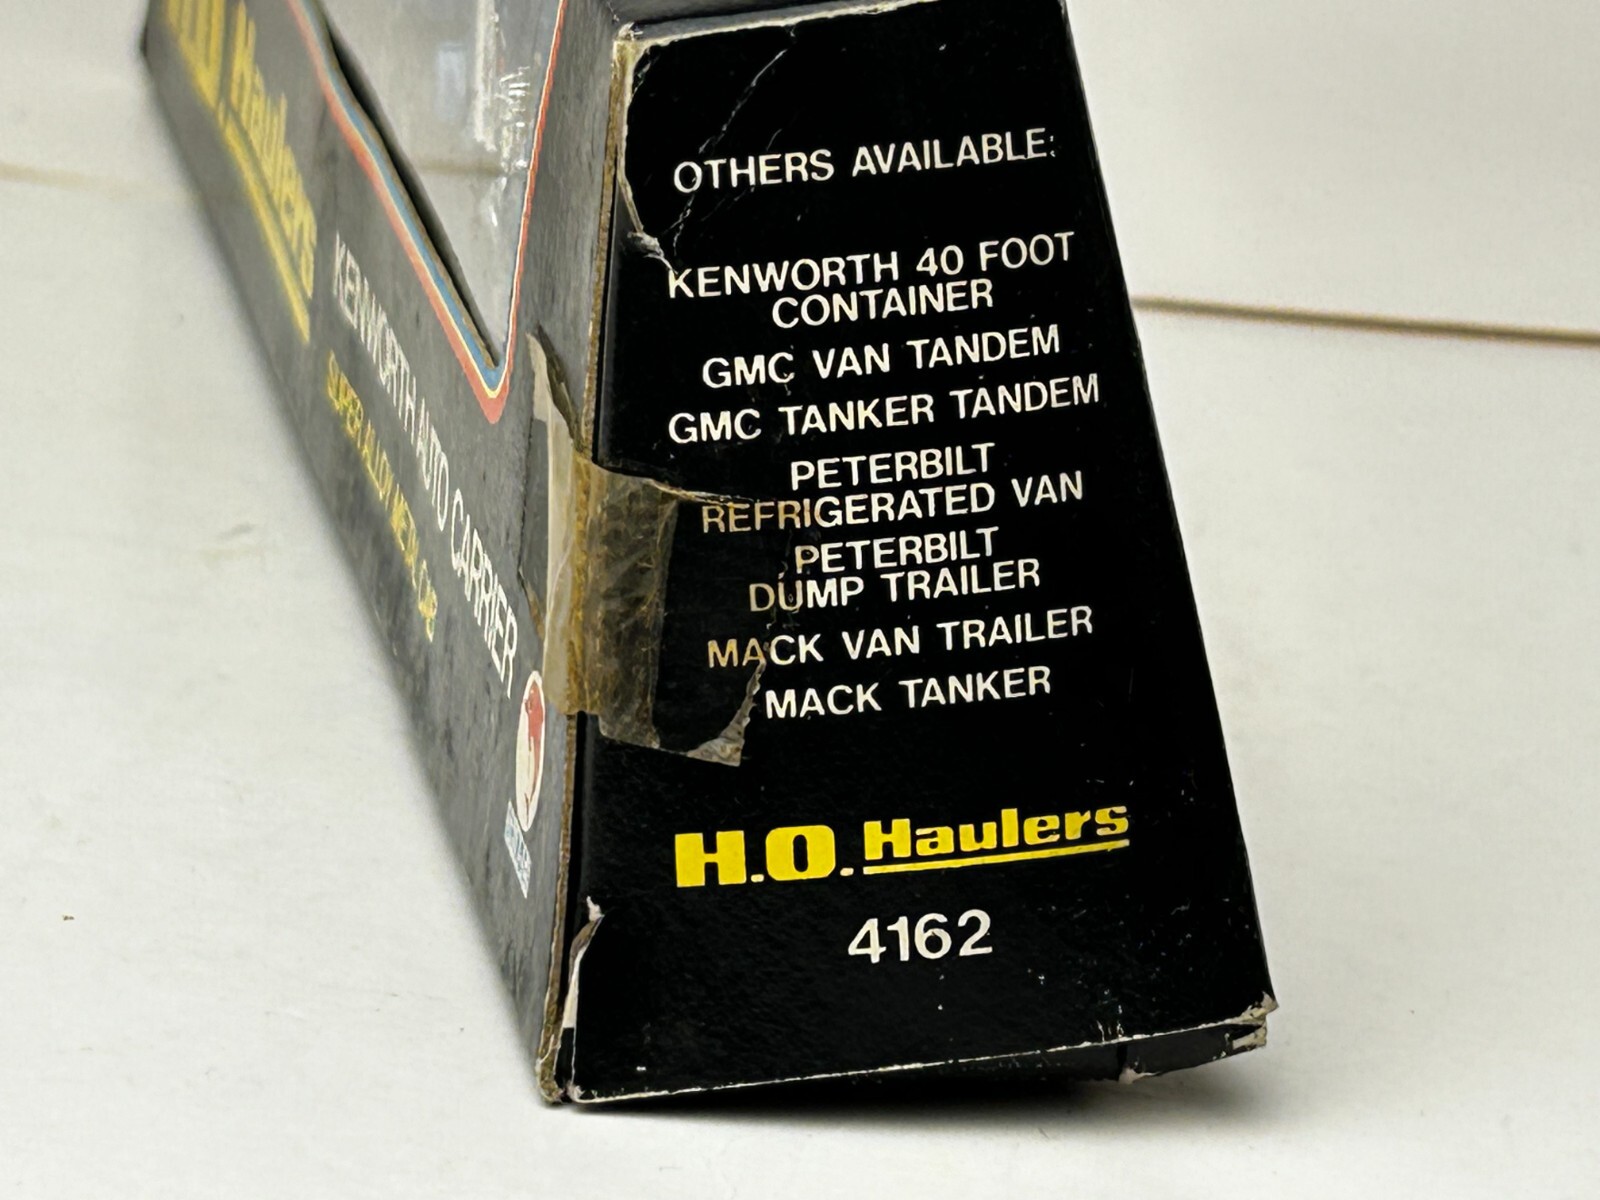 H.O. Haulers
KENWORTH AUTO CARRIER
SUPER ALLOY METAL CAB
OTHERS AVAILABLE:
KENWORTH 40 FOOT
CONTAINER
GMC VAN TANDEM
GMC TANKER TANDEM
PETERBILT
REFRIGERATED VAN
PETERBILT
DUMP TRAILER
MACK VAN TRAILER
MACK TANKER
H.O. Haulers
4162